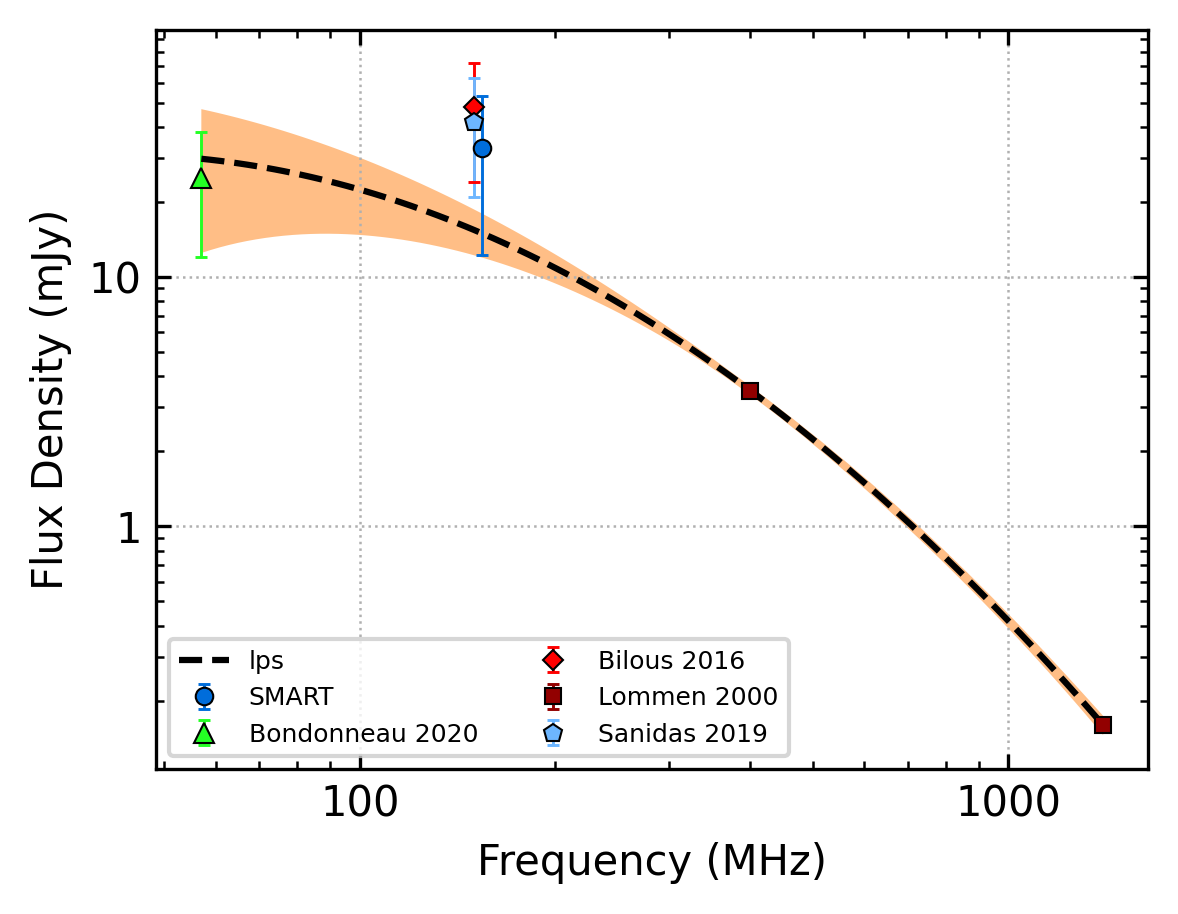 Flux Density (mJy)
10
1
lps
SMART
Bondonneau 2020
Bilous 2016
Lommen 2000
Sanidas 2019
100
1000
Frequency (MHz)